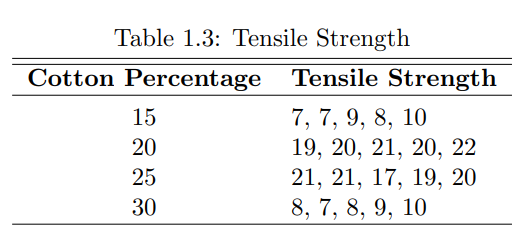 Table 1.3: Tensile Strength
Cotton Percentage Tensile Strength
15 7, 7, 9, 8, 10
20 19, 20, 21, 20, 22
25 21, 21, 17, 19, 20
30 8, 7, 8, 9, 10